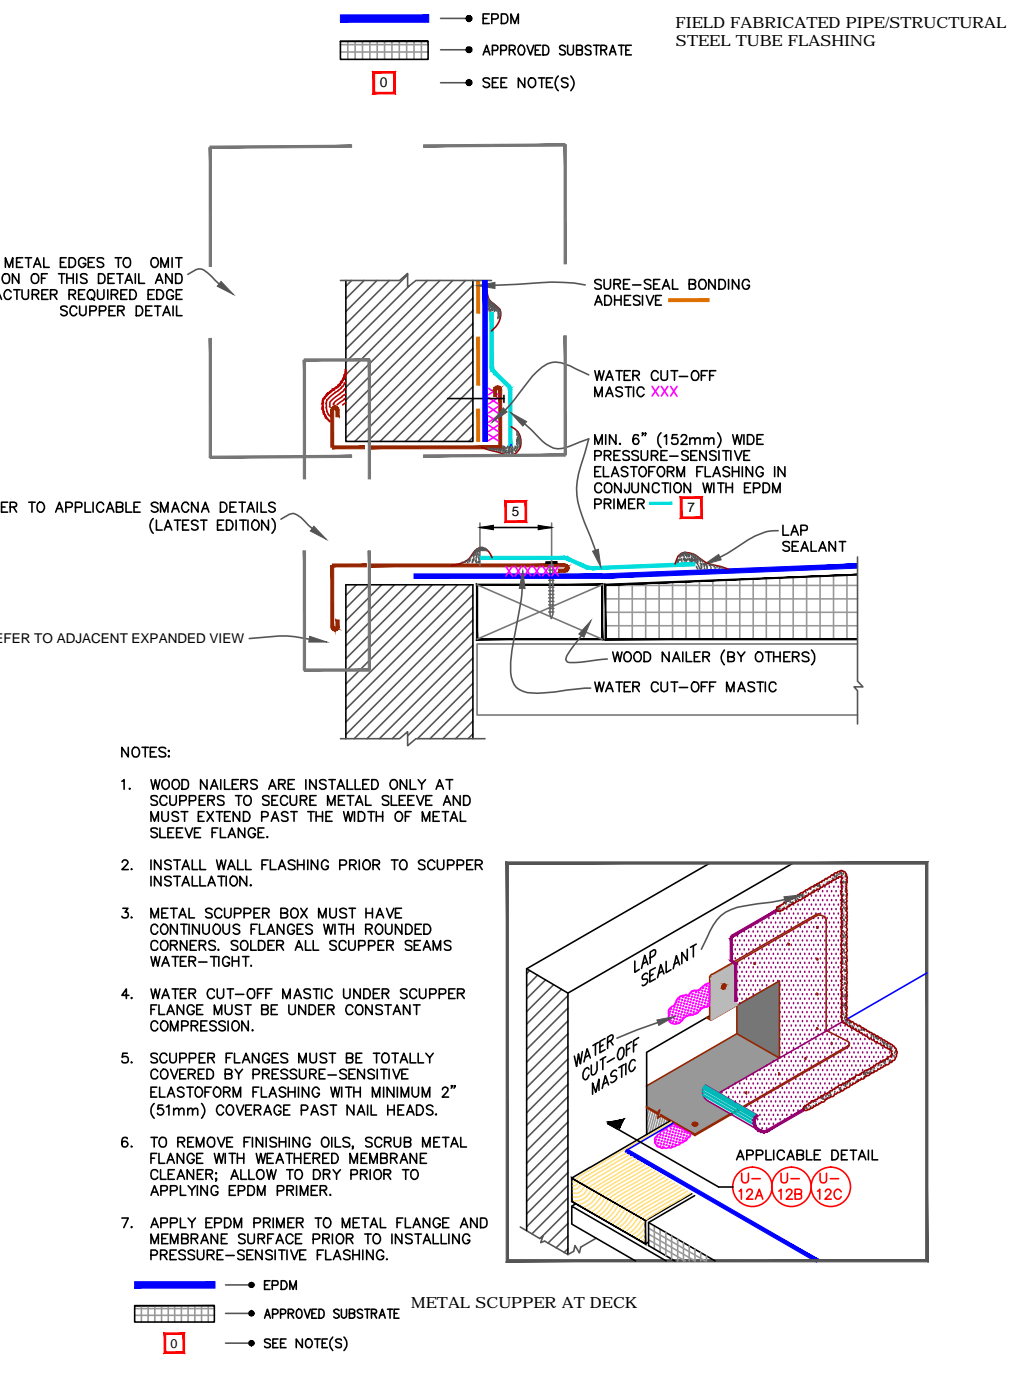 EPDM
APPROVED SUBSTRATE
0
SEE NOTE(S)
FIELD FABRICATED PIPE/STRUCTURAL
STEEL TUBE FLASHING
METAL EDGES TO OMIT
OF THIS DETAIL AND
REQUIRED EDGE
SCUPPER DETAIL
SURE-SEAL BONDING
ADHESIVE
WATER CUT-OFF
MASTIC XXX
MIN. 6" (152mm) WIDE
PRESSURE-SENSITIVE
ELASTOFORM FLASHING IN
CONJUNCTION WITH EPDM
PRIMER
7
5
TO APPLICABLE SMACNA DETAILS
(LATEST EDITION)
LAP
SEALANT
TO ADJACENT EXPANDED VIEW
WOOD NAILER (BY OTHERS)
WATER CUT-OFF MASTIC
NOTES:
1. WOOD NAILERS ARE INSTALLED ONLY AT
SCUPPERS TO SECURE METAL SLEEVE AND
MUST EXTEND PAST THE WIDTH OF METAL
SLEEVE FLANGE.
2. INSTALL WALL FLASHING PRIOR TO SCUPPER
INSTALLATION.
3. METAL SCUPPER BOX MUST HAVE
CONTINUOUS FLANGES WITH ROUNDED
CORNERS. SOLDER ALL SCUPPER SEAMS
WATER-TIGHT.
4. WATER CUT-OFF MASTIC UNDER SCUPPER
FLANGE MUST BE UNDER CONSTANT
COMPRESSION.
5. SCUPPER FLANGES MUST BE TOTALLY
COVERED BY PRESSURE-SENSITIVE
ELASTOFORM FLASHING WITH MINIMUM 2"
(51mm) COVERAGE PAST NAIL HEADS.
6. TO REMOVE FINISHING OILS, SCRUB METAL
FLANGE WITH WEATHERED MEMBRANE
CLEANER; ALLOW TO DRY PRIOR TO
APPLYING EPDM PRIMER.
7. APPLY EPDM PRIMER TO METAL FLANGE AND
MEMBRANE SURFACE PRIOR TO INSTALLING
PRESSURE-SENSITIVE FLASHING.
LAP
SEALANT
WATER
CUT-OFF
MASTIC
APPLICABLE DETAIL
U-
12A
U-
12B
U-
12C
EPDM
APPROVED SUBSTRATE
0
SEE NOTE(S)
METAL SCUPPER AT DECK